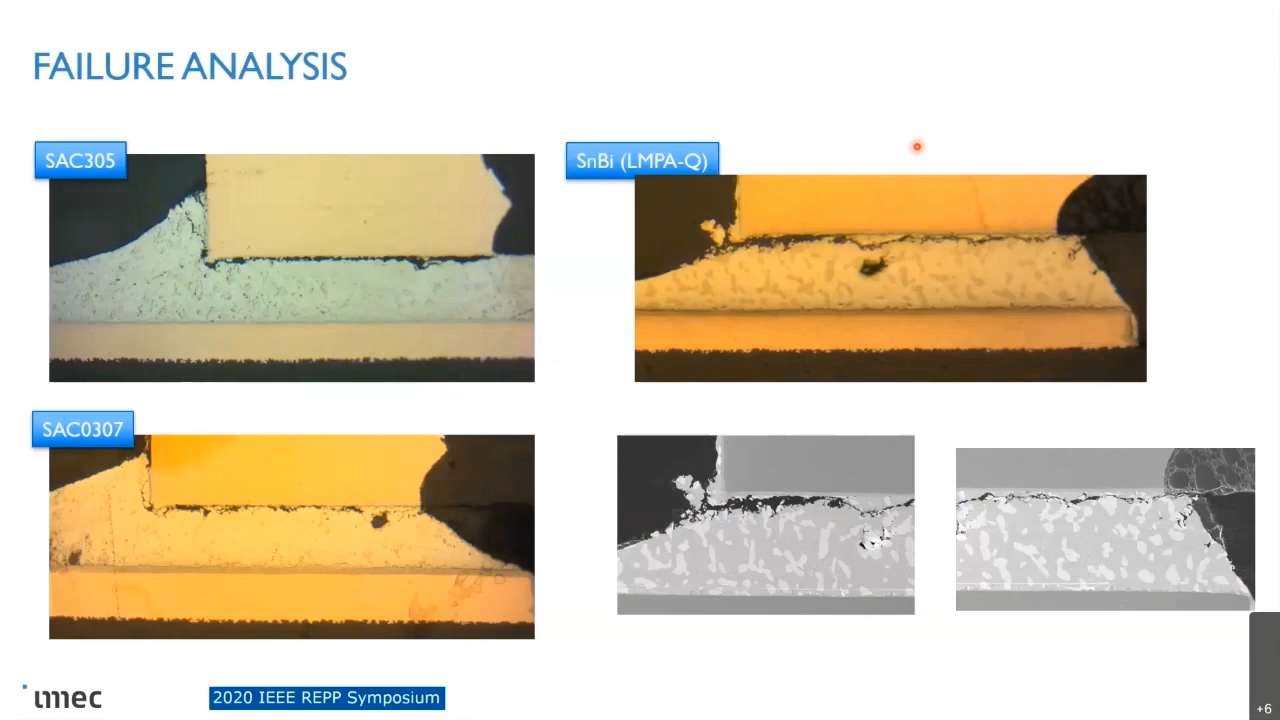 FAILURE ANALYSIS
SAC305
SnBi (LMPA-Q)
SAC0307
imec
2020 IEEE REPP Symposium
+6